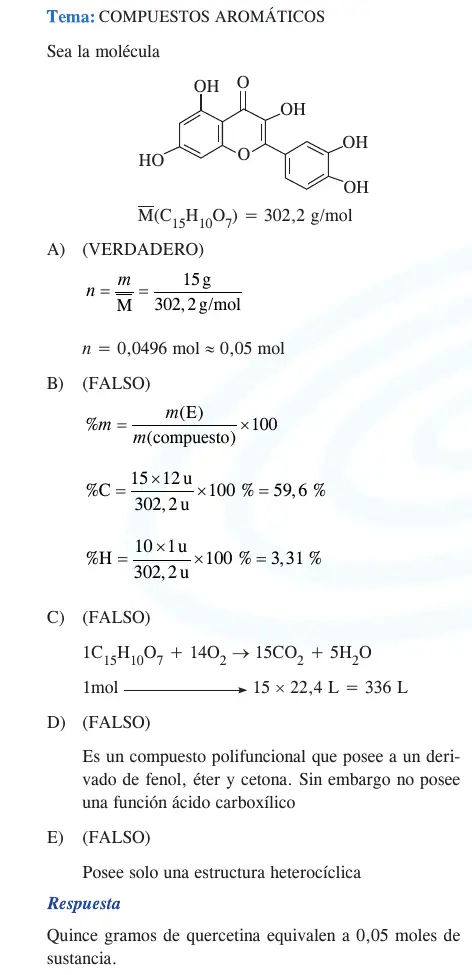 Tema: COMPUESTOS AROMÁTICOS
Sea la molécula
OH O
OH
OH
HO O
OH
M̅(C₁₅H₁₀O₇) = 302,2 g/mol
A) (VERDADERO)
n = m / M̿ = 15 g / 302,2 g/mol
n = 0,0496 mol ≈ 0,05 mol
B) (FALSO)
%m = m(E) / m(compuesto) × 100
%C = 15 × 12 u / 302,2 u × 100 % = 59,6 %
%H = 10 × 1 u / 302,2 u × 100 % = 3,31 %
C) (FALSO)
1C₁₅H₁₀O₇ + 14O₂ → 15CO₂ + 5H₂O
1mol → 15 × 22,4 L = 336 L
D) (FALSO)
Es un compuesto polifuncional que posee a un deri-
vado de fenol, éter y cetona. Sin embargo no posee
una función ácido carboxílico
E) (FALSO)
Posee solo una estructura heterocíclica
Respuesta
Quince gramos de quercetina equivalen a 0,05 moles de
sustancia.